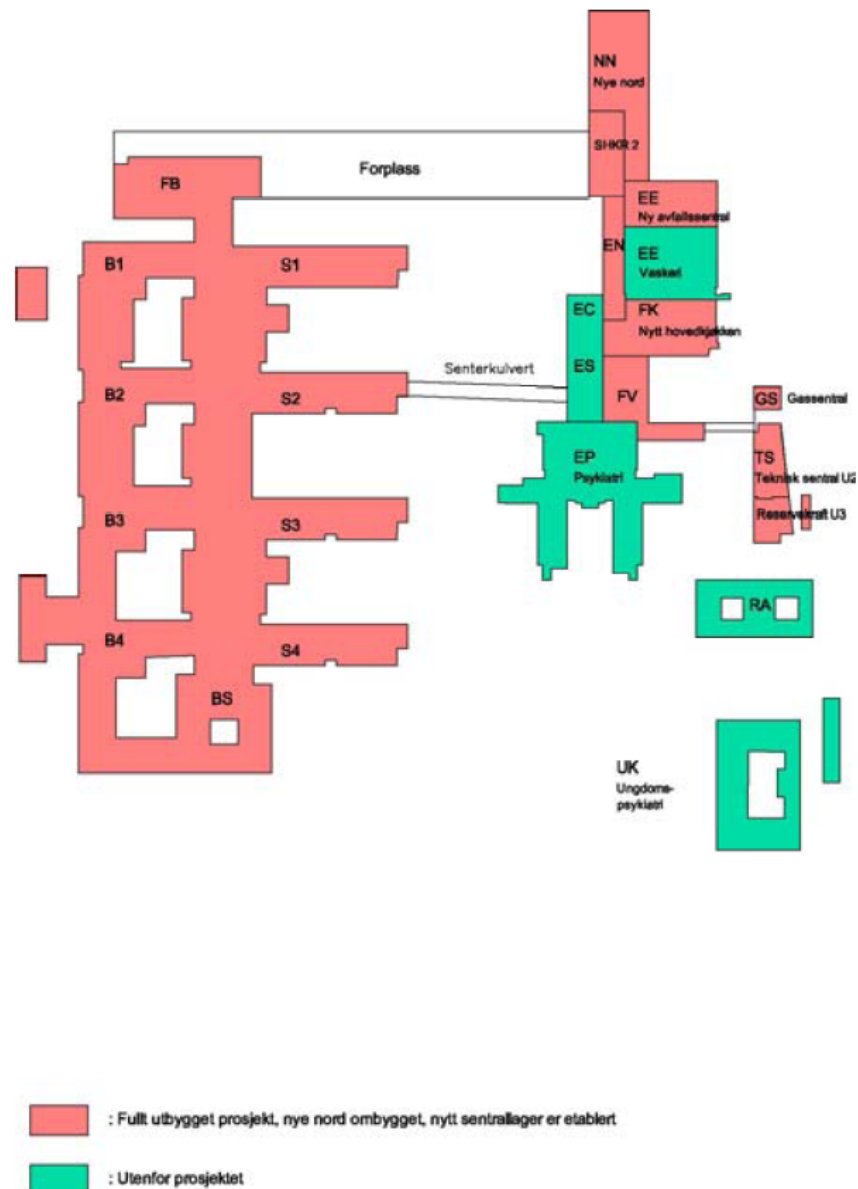 NN
Nye nord
SHKR 2
Forplass
FB
EE
Ny avfallssentral
EN
EE
Vaskeri
B1
S1
EC
FK
Nytt hovedkjøkken
Senterkulvert
ES
B2
S2
FV
GS
Gassentral
EP
Psykiatri
TS
Teknisk sentral U2
B3
S3
Reservekraft U3
RA
B4
S4
BS
UK
Ungdoms-
psykiatri
: Fullt utbygget prosjekt, nye nord ombygget, nytt sentrallager er etablert
: Utenfor prosjektet